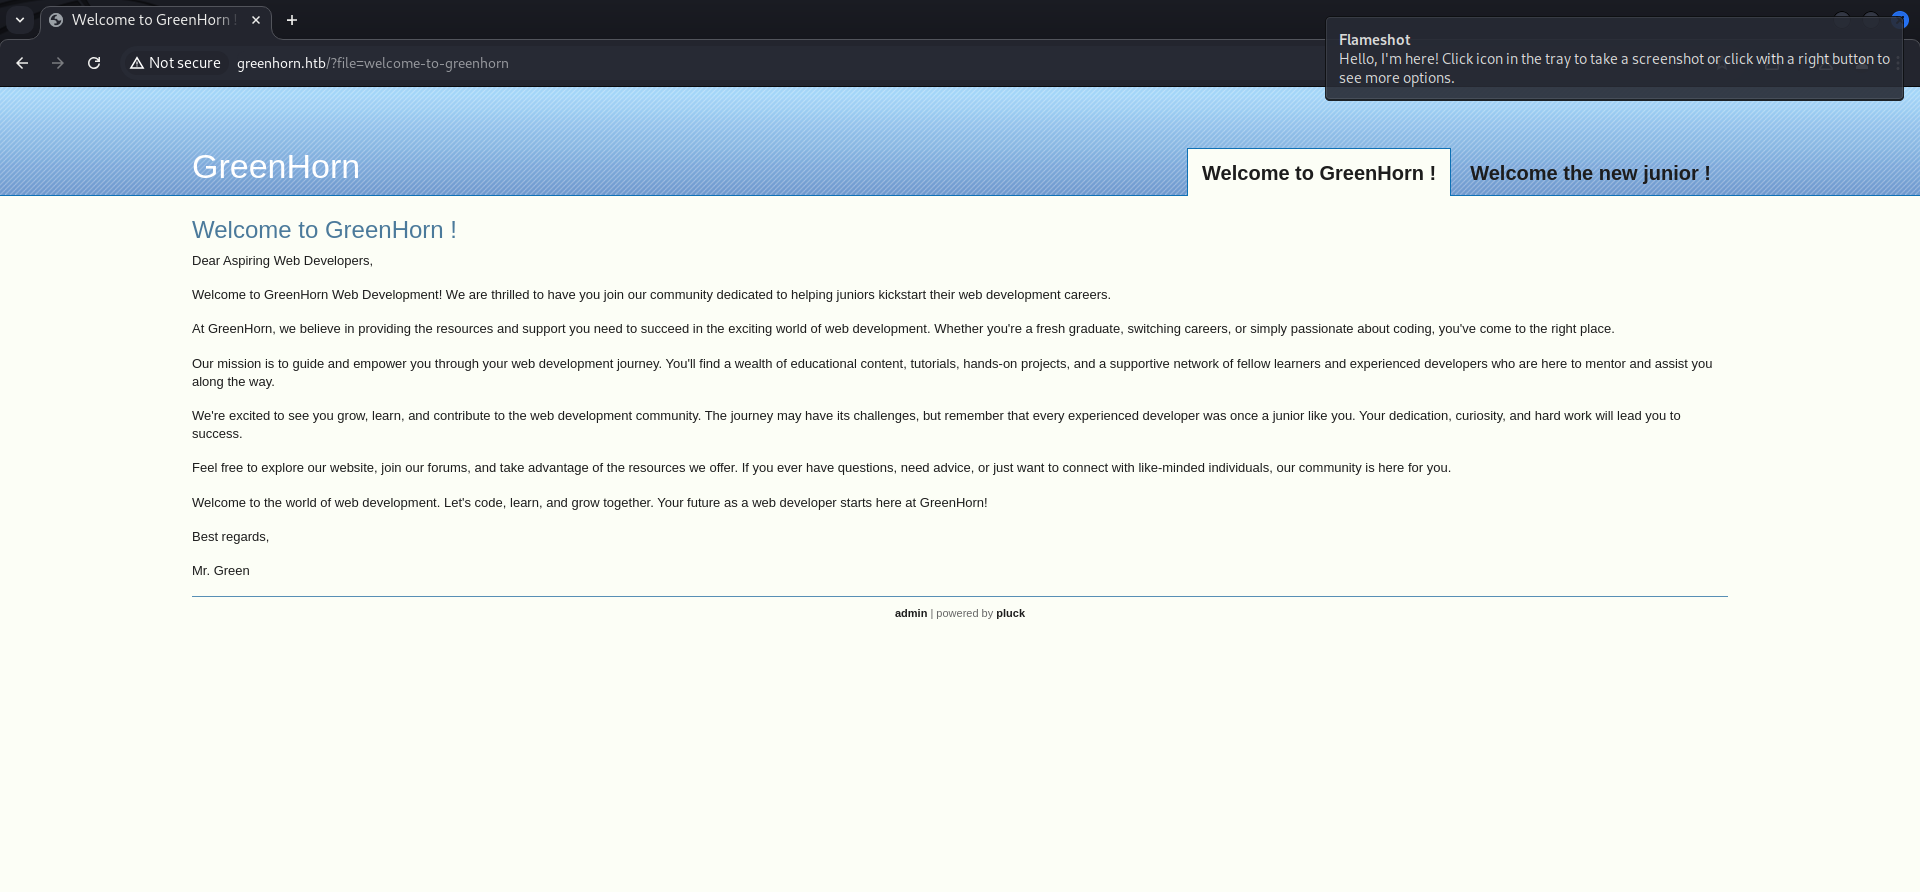 Welcome to GreenHorn !
Flameshot
Hello, I'm here! Click icon in the tray to take a screenshot or click with a right button to
see more options.
Not secure
greenhorn.htb/?file=welcome-to-greenhorn
GreenHorn
Welcome to GreenHorn !
Welcome the new junior !
Welcome to GreenHorn !
Dear Aspiring Web Developers,
Welcome to GreenHorn Web Development! We are thrilled to have you join our community dedicated to helping juniors kickstart their web development careers.
At GreenHorn, we believe in providing the resources and support you need to succeed in the exciting world of web development. Whether you're a fresh graduate, switching careers, or simply passionate about coding, you've come to the right place.
Our mission is to guide and empower you through your web development journey. You'll find a wealth of educational content, tutorials, hands-on projects, and a supportive network of fellow learners and experienced developers who are here to mentor and assist you
along the way.
We're excited to see you grow, learn, and contribute to the web development community. The journey may have its challenges, but remember that every experienced developer was once a junior like you. Your dedication, curiosity, and hard work will lead you to
success.
Feel free to explore our website, join our forums, and take advantage of the resources we offer. If you ever have questions, need advice, or just want to connect with like-minded individuals, our community is here for you.
Welcome to the world of web development. Let's code, learn, and grow together. Your future as a web developer starts here at GreenHorn!
Best regards,
Mr. Green
admin | powered by pluck